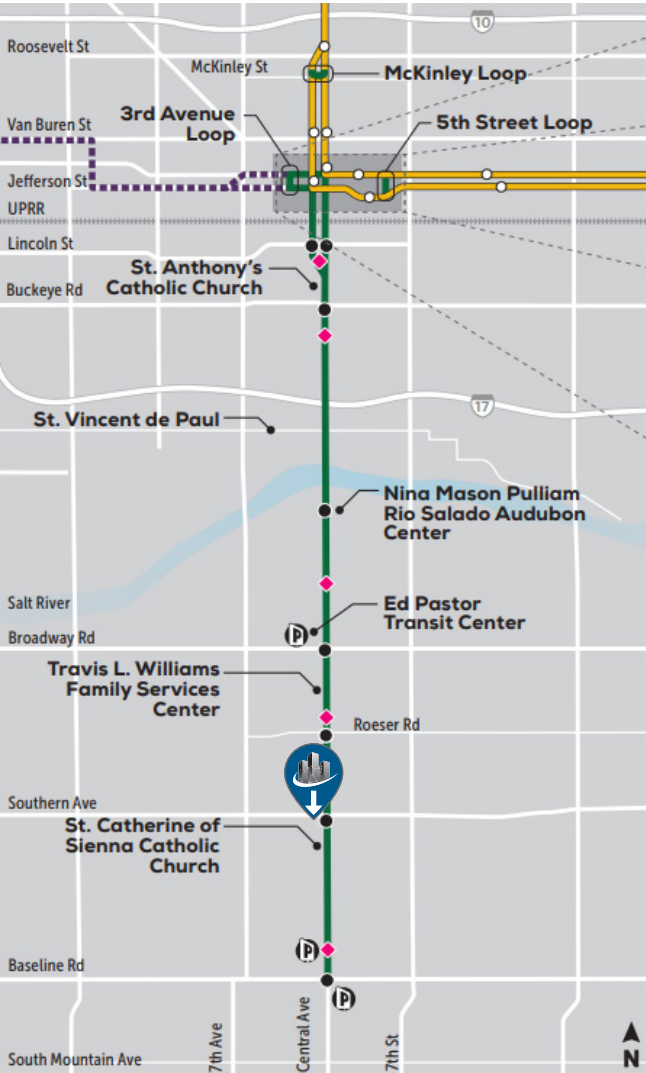 10
Roosevelt St
McKinley St
McKinley Loop
3rd Avenue
Loop
5th Street Loop
Van Buren St
Jefferson St
UPRR
Lincoln St
St. Anthony's
Catholic Church
Buckeye Rd
17
St. Vincent de Paul
Nina Mason Pulliam
Rio Salado Audubon
Center
Salt River
Ed Pastor
Transit Center
P
Broadway Rd
Travis L. Williams
Family Services
Center
Roeser Rd
Southern Ave
St. Catherine of
Sienna Catholic
Church
P
Baseline Rd
P
7th Ave
Central Ave
7th St
N
South Mountain Ave